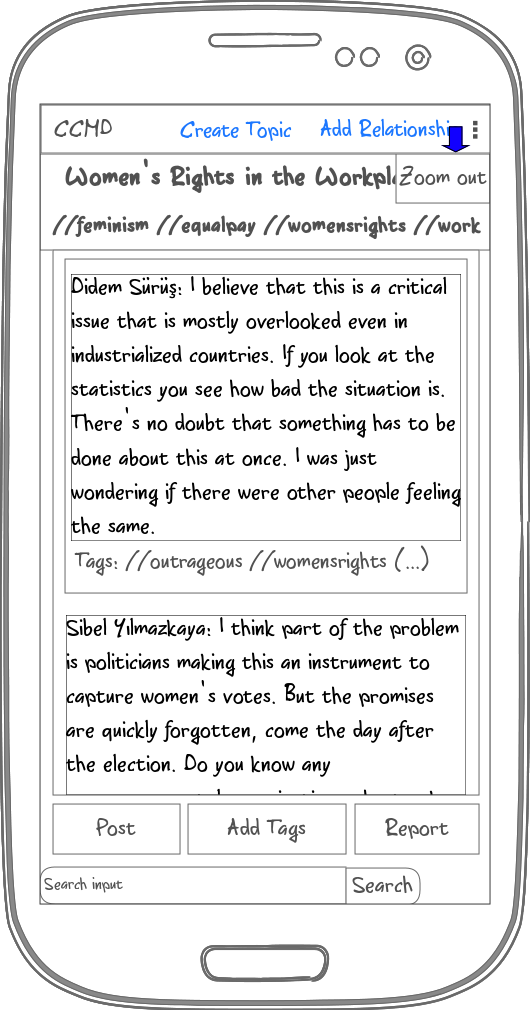 CCMD Create Topic Add
Women's Rights in the
Zoom out
//feminism //equalpay //womensrights //work
Didem Sürüş: I believe that this is a critical
issue that is mostly overlooked even in
industrialized countries. If you look at the
statistics you see how bad the situation is.
There's no doubt that something has to be
done about this at once. I was just
wondering if there were other people feeling
the same.
Tags: //outrageous //womensrights (...)
Sibel Yılmazkaya: I think part of the problem
is politicians making this an instrument to
capture women's votes. But the promises
are quickly forgotten, come the day after
the election. Do you know any
Post Add Tags Report
Search input Search